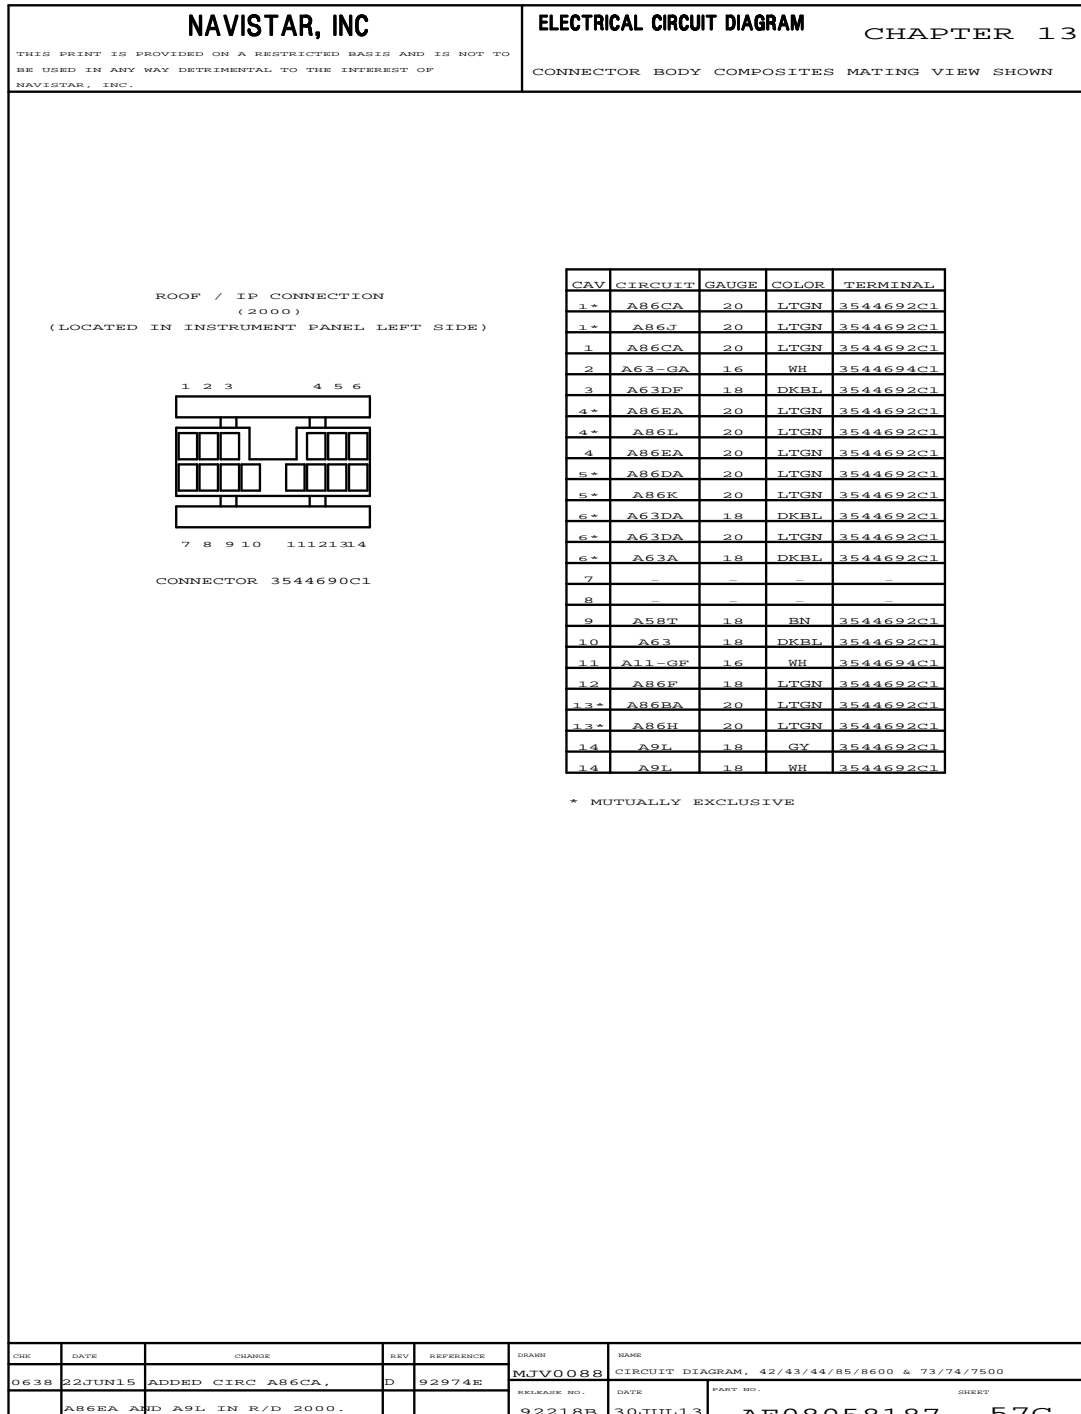 NAVISTAR, INC
THIS PRINT IS PROVIDED ON A RESTRICTED BASIS AND IS NOT TO
BE USED IN ANY WAY DETRIMENTAL TO THE INTEREST OF
NAVISTAR, INC.
ELECTRICAL CIRCUIT DIAGRAM CHAPTER 13
CONNECTOR BODY COMPOSITES MATING VIEW SHOWN
ROOF / IP CONNECTION
(2000)
(LOCATED IN INSTRUMENT PANEL LEFT SIDE)
1 2 3 4 5 6
7 8 9 10 11121314
CONNECTOR 3544690C1
CAV CIRCUIT GAUGE COLOR TERMINAL
1* A86CA 20 LTGN 3544692C1
1* A86J 20 LTGN 3544692C1
1 A86CA 20 LTGN 3544692C1
2 A63-GA 16 WH 3544694C1
3 A63DF 18 DKBL 3544692C1
4* A86EA 20 LTGN 3544692C1
4* A86L 20 LTGN 3544692C1
4 A86EA 20 LTGN 3544692C1
5* A86DA 20 LTGN 3544692C1
5* A86K 20 LTGN 3544692C1
6* A63DA 18 DKBL 3544692C1
6* A63DA 20 LTGN 3544692C1
6* A63A 18 DKBL 3544692C1
7 - - - -
8 - - - -
9 A58T 18 BN 3544692C1
10 A63 18 DKBL 3544692C1
11 A11-GF 16 WH 3544694C1
12 A86F 18 LTGN 3544692C1
13* A86BA 20 LTGN 3544692C1
13* A86H 20 LTGN 3544692C1
14 A9L 18 GY 3544692C1
14 A9L 18 WH 3544692C1
* MUTUALLY EXCLUSIVE
CHK DATE CHANGE REV REFERENCE
0638 22JUN15 ADDED CIRC A86CA, D 92974E
A86EA AND A9L IN R/D 2000.
DRAWN NAME
MJV0088 CIRCUIT DIAGRAM, 42/43/44/85/8600 & 73/74/7500
RELEASE NO. DATE PART NO. SHEET
92218B 30JUL13 AE08058187 57C